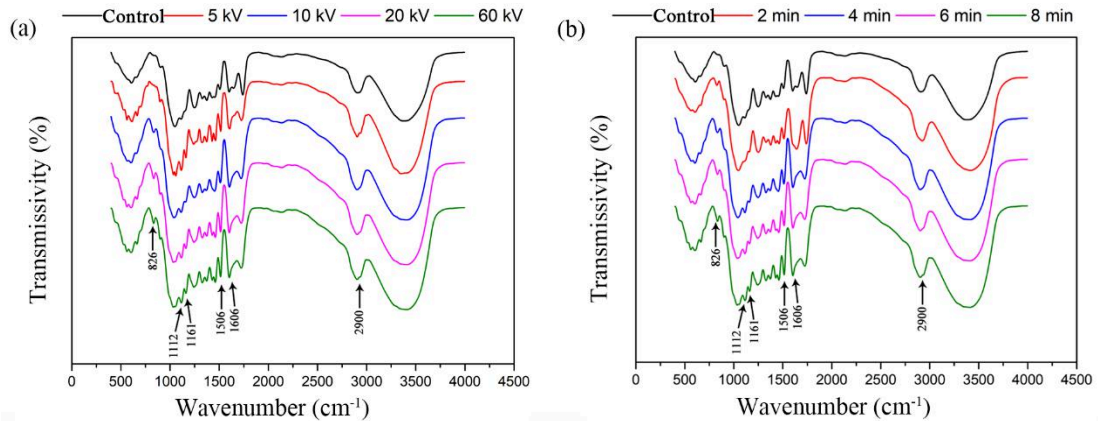 (a)
Control 5 kV 10 kV 20 kV 60 kV
Transmissivity (%)
826
1112
1161
1506
1606
2900
0 500 1000 1500 2000 2500 3000 3500 4000 4500
Wavenumber (cm⁻¹)
(b)
Control 2 min 4 min 6 min 8 min
Transmissivity (%)
826
1112
1161
1506
1606
2900
0 500 1000 1500 2000 2500 3000 3500 4000 4500
Wavenumber (cm⁻¹)